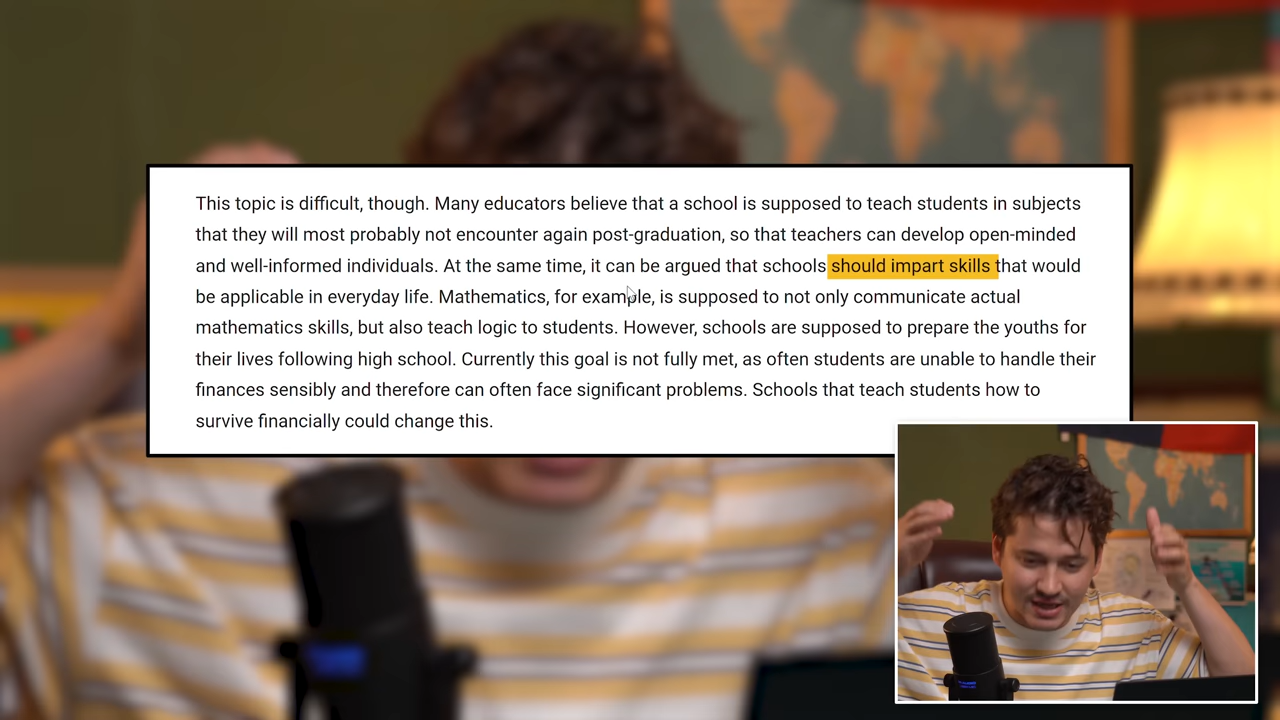 This topic is difficult, though. Many educators believe that a school is supposed to teach students in subjects
that they will most probably not encounter again post-graduation, so that teachers can develop open-minded
and well-informed individuals. At the same time, it can be argued that schools should impart skills that would
be applicable in everyday life. Mathematics, for example, is supposed to not only communicate actual
mathematics skills, but also teach logic to students. However, schools are supposed to prepare the youths for
their lives following high school. Currently this goal is not fully met, as often students are unable to handle their
finances sensibly and therefore can often face significant problems. Schools that teach students how to
survive financially could change this.